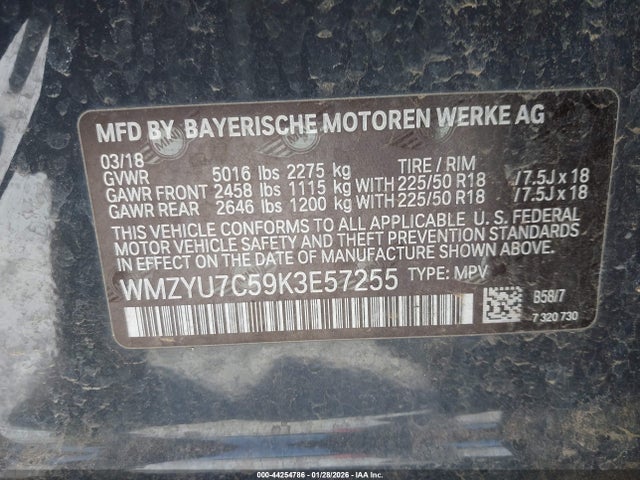 MFD BY BAYERISCHE MOTOREN WERKE AG
03/18 TIRE / RIM
GVWR 5016 lbs 2275 kg
GAWR FRONT 2458 lbs 1115 kg WITH 225/50 R18 /7.5J x 18
GAWR REAR 2646 lbs 1200 kg WITH 225/50 R18 /7.5J x 18
THIS VEHICLE CONFORMS TO ALL APPLICABLE U. S. FEDERAL
MOTOR VEHICLE SAFETY AND THEFT PREVENTION STANDARDS
IN EFFECT ON THE DATE OF MANUFACTURE SHOWN ABOVE.
WMZYU7C59K3E57255 TYPE: MPV
B58/7
7 320 730
000-44254786 - 01/28/2026 - IAA Inc.